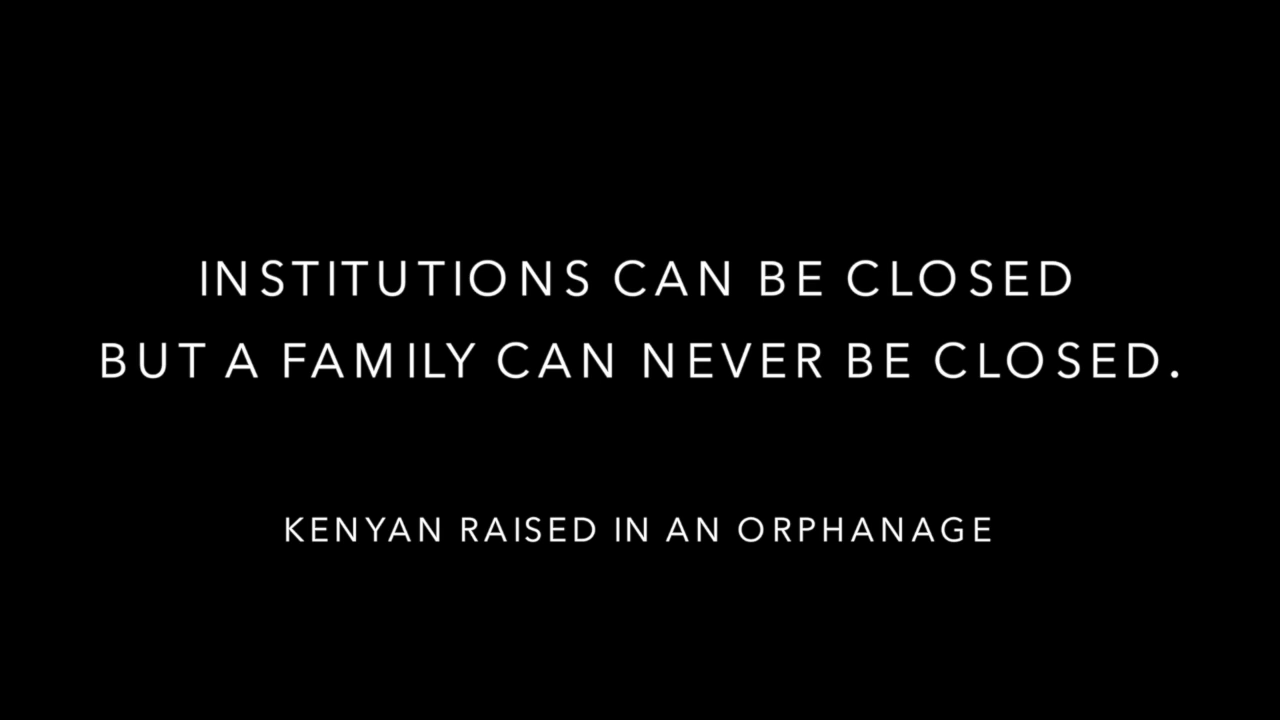 INSTITUTIONS CAN BE CLOSED
BUT A FAMILY CAN NEVER BE CLOSED.
KENYAN RAISED IN AN ORPHANAGE